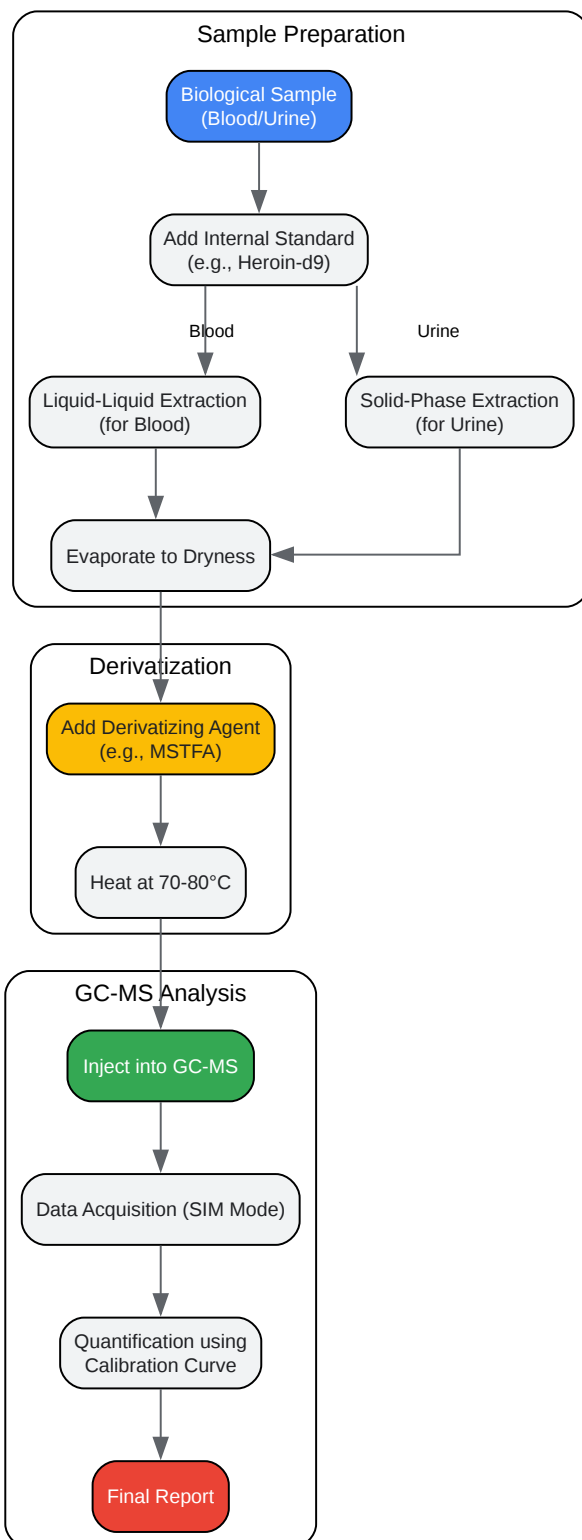 Sample Preparation
Biological Sample
(Blood/Urine)
Add Internal Standard
(e.g., Heroin-d9)
Blood
Urine
Liquid-Liquid Extraction
(for Blood)
Solid-Phase Extraction
(for Urine)
Evaporate to Dryness
Derivatization
Add Derivatizing Agent
(e.g., MSTFA)
Heat at 70-80°C
GC-MS Analysis
Inject into GC-MS
Data Acquisition (SIM Mode)
Quantification using
Calibration Curve
Final Report